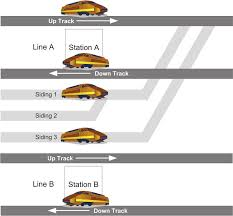 Up Track
Line A
Station A
Down Track
Siding 1
Siding 2
Siding 3
Up Track
Line B
Station B
Down Track